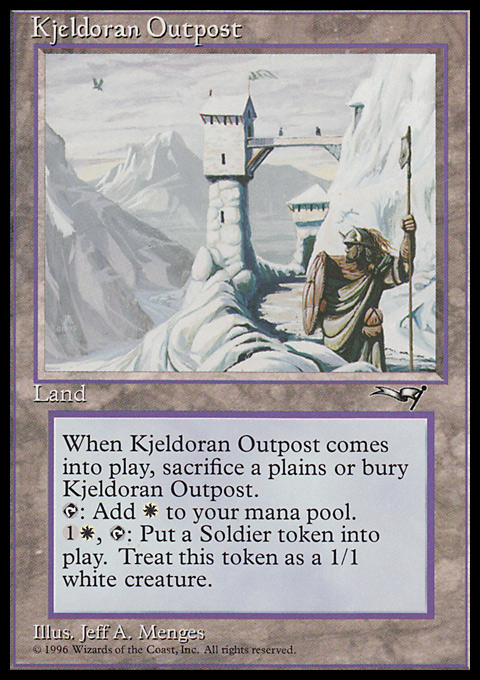 Kjeldoran Outpost
Land
When Kjeldoran Outpost comes
into play, sacrifice a plains or bury
Kjeldoran Outpost.
: Add to your mana pool.
1, : Put a Soldier token into
play. Treat this token as a 1/1
white creature.
Illus. Jeff A. Menges
© 1996 Wizards of the Coast, Inc. All rights reserved.